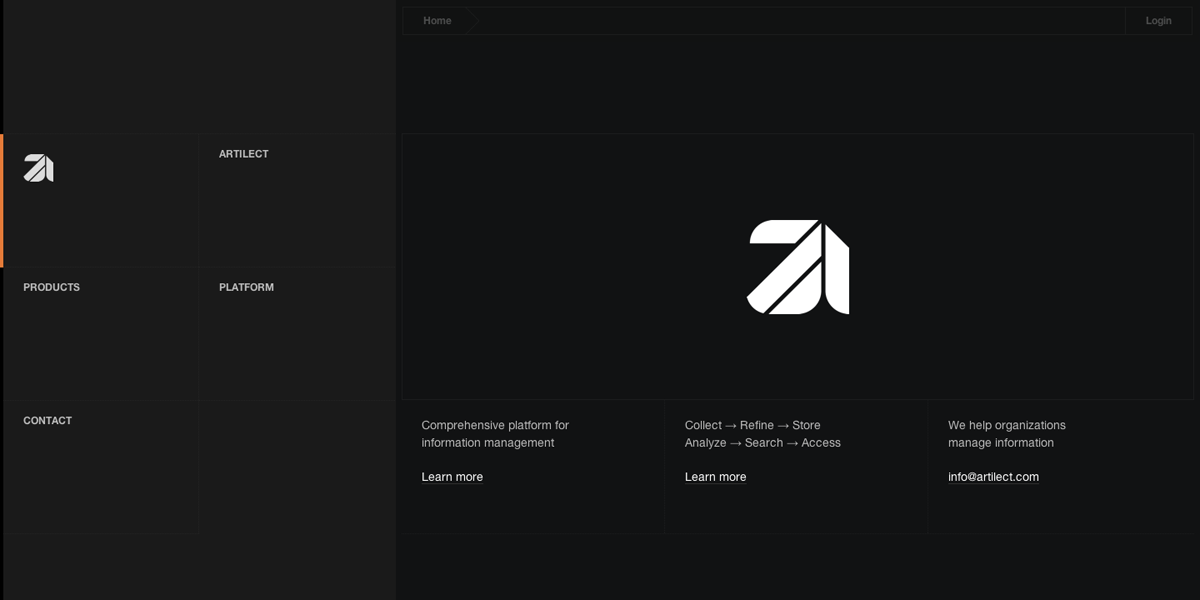 Home
Login
ARTILECT
PRODUCTS
PLATFORM
CONTACT
Comprehensive platform for
information management
Learn more
Collect → Refine → Store
Analyze → Search → Access
Learn more
We help organizations
manage information
info@artilect.com